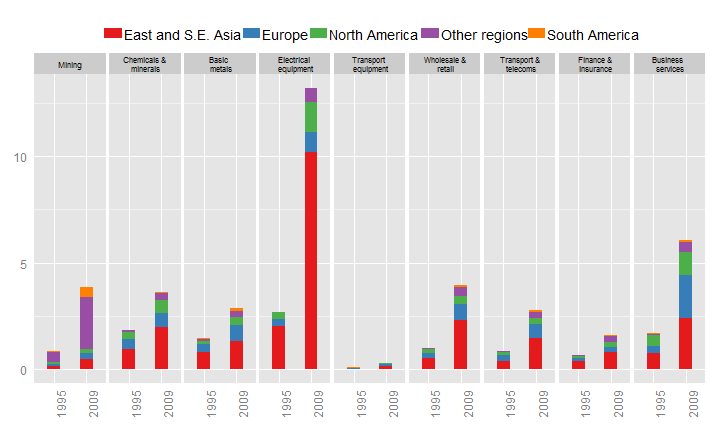 East and S.E. Asia Europe North America Other regions South America
Mining
Chemicals &
minerals
Basic
metals
Electrical
equipment
Transport
equipment
Wholesale &
retail
Transport &
telecoms
Finance &
insurance
Business
services
10
5
0
1995 2009 1995 2009 1995 2009 1995 2009 1995 2009 1995 2009 1995 2009 1995 2009 1995 2009